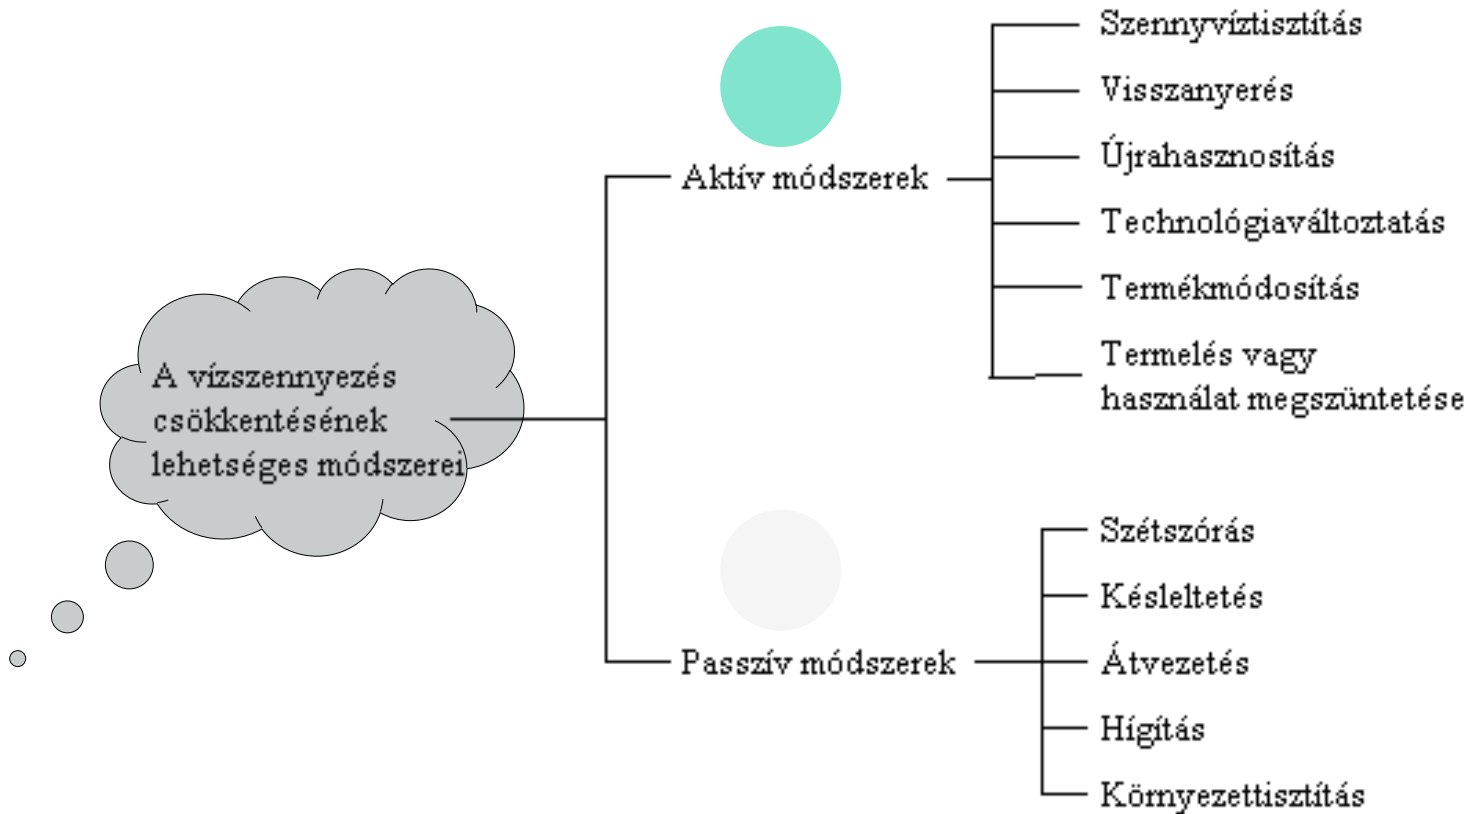 A vízszennyezés
csökkentésének
lehetséges módszerei
Aktív módszerek
Szennyvíztisztítás
Visszanyerés
Újrahasznosítás
Technológiaváltoztatás
Termékmódosítás
Termelés vagy
használat megszüntetése
Passzív módszerek
Szétszórás
Késleltetés
Átvezetés
Hígítás
Környezettisztítás